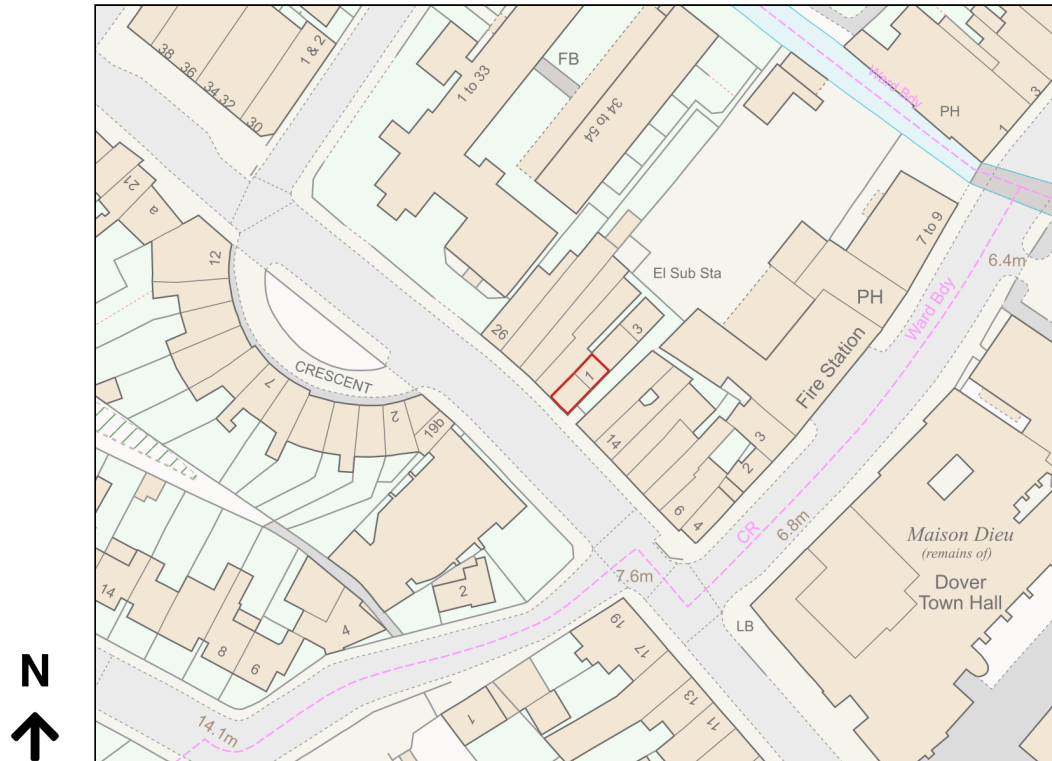 38
36
34
32
30
1 & 2
1 to 33
FB
34 to 54
Ward Bdy
PH
1
3
21
a
12
7 to 9
6.4m
El Sub Sta
PH
Ward Bdy
Fire Station
26
3
1
CRESCENT
7
2
19b
14
3
2
6
4
CR
6.8m
Maison Dieu
(remains of)
Dover
Town Hall
7.6m
LB
2
14
8
6
4
19
17
13
11
1
14.1m
N